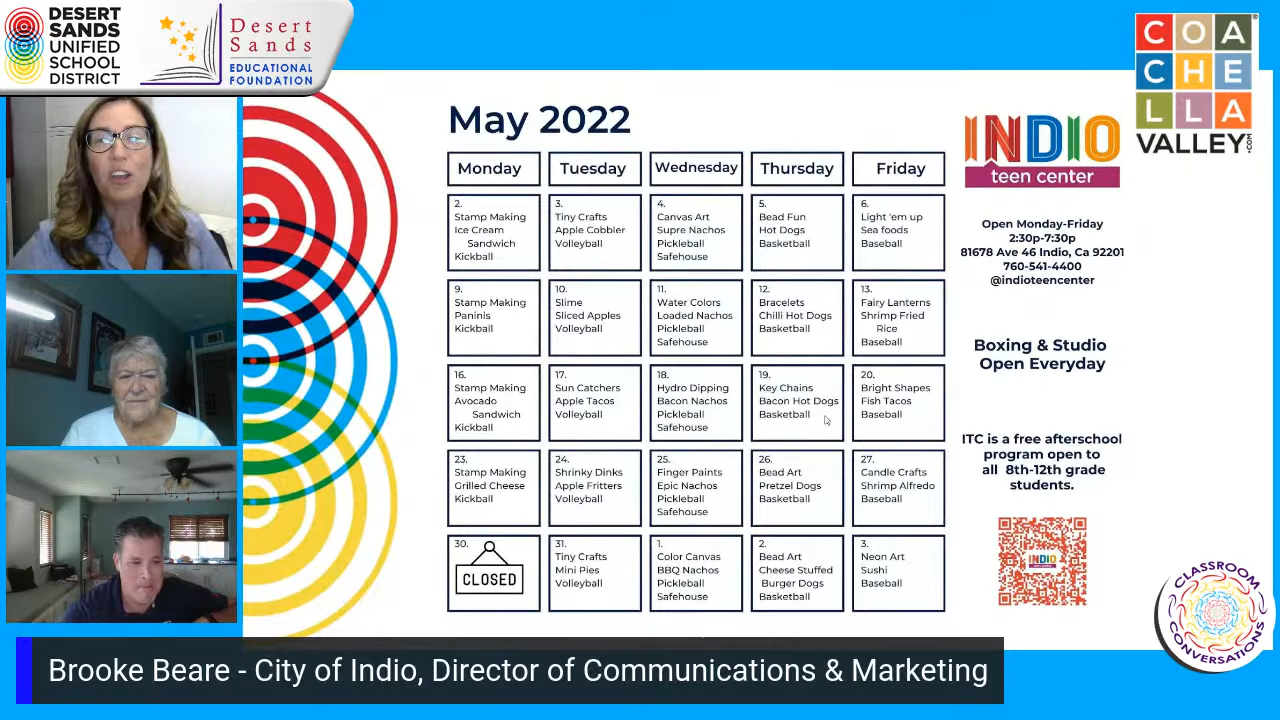 DESERT
SANDS
UNIFIED
SCHOOL
DISTRICT
Desert
Sands
EDUCATIONAL
FOUNDATION
COA
CHE
LLA
VALLEY.COM
May 2022
INDIO
teen center
Monday Tuesday Wednesday Thursday Friday
2.
Stamp Making
Ice Cream
Sandwich
Kickball
3.
Tiny Crafts
Apple Cobbler
Volleyball
4.
Canvas Art
Supre Nachos
Pickleball
Safehouse
5.
Bead Fun
Hot Dogs
Basketball
6.
Light 'em up
Sea foods
Baseball
9.
Stamp Making
Paninis
Kickball
10.
Slime
Sliced Apples
Volleyball
11.
Water Colors
Loaded Nachos
Pickleball
Safehouse
12.
Bracelets
Chilli Hot Dogs
Basketball
13.
Fairy Lanterns
Shrimp Fried
Rice
Baseball
16.
Stamp Making
Avocado
Sandwich
Kickball
17.
Sun Catchers
Apple Tacos
Volleyball
18.
Hydro Dipping
Bacon Nachos
Pickleball
Safehouse
19.
Key Chains
Bacon Hot Dogs
Basketball
20.
Bright Shapes
Fish Tacos
Baseball
23.
Stamp Making
Grilled Cheese
Kickball
24.
Shrinky Dinks
Apple Fritters
Volleyball
25.
Finger Paints
Epic Nachos
Pickleball
Safehouse
26.
Bead Art
Pretzel Dogs
Basketball
27.
Candle Crafts
Shrimp Alfredo
Baseball
30.
CLOSED
31.
Tiny Crafts
Mini Pies
Volleyball
1.
Color Canvas
BBQ Nachos
Pickleball
Safehouse
2.
Bead Art
Cheese Stuffed
Burger Dogs
Basketball
3.
Neon Art
Sushi
Baseball
Open Monday-Friday
2:30p-7:30p
81678 Ave 46 Indio, Ca 92201
760-541-4400
@indioteencenter
Boxing & Studio
Open Everyday
ITC is a free afterschool
program open to
all 8th-12th grade
students.
INDIO
CLASSROOM
CONVERSATIONS
Brooke Beare - City of Indio, Director of Communications & Marketing